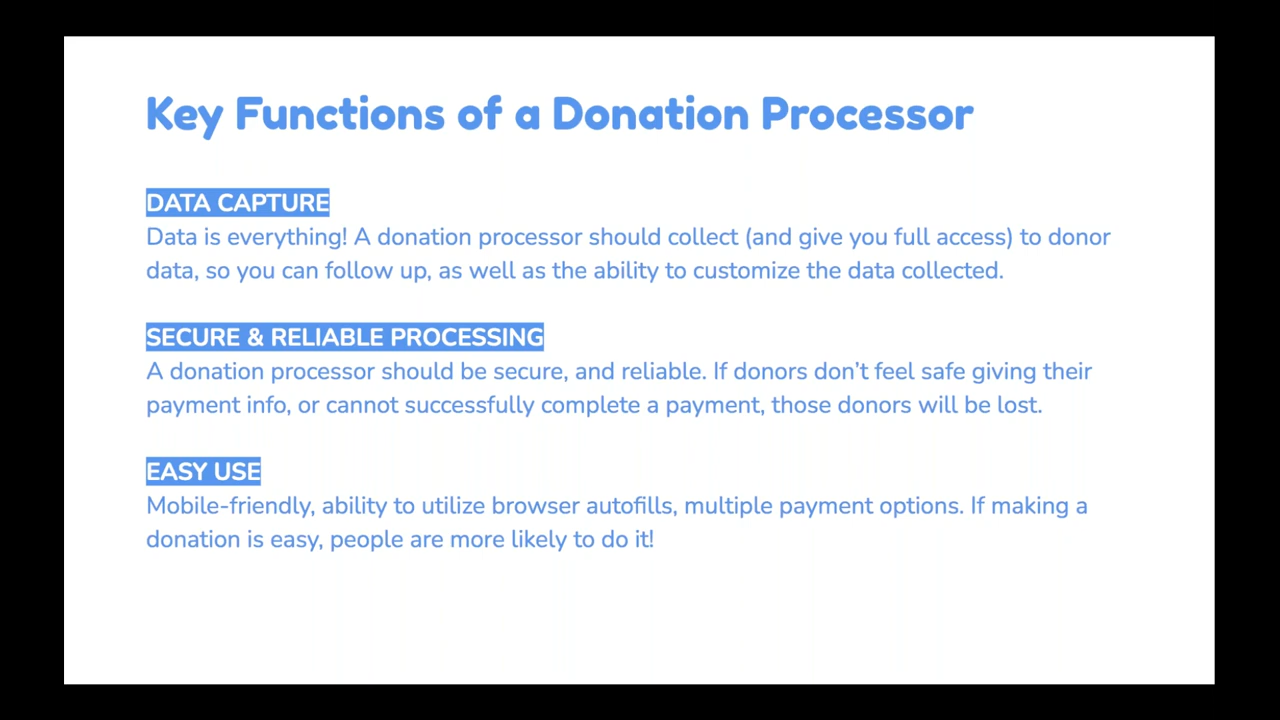 Key Functions of a Donation Processor
DATA CAPTURE
Data is everything! A donation processor should collect (and give you full access) to donor
data, so you can follow up, as well as the ability to customize the data collected.
SECURE & RELIABLE PROCESSING
A donation processor should be secure, and reliable. If donors don’t feel safe giving their
payment info, or cannot successfully complete a payment, those donors will be lost.
EASY USE
Mobile-friendly, ability to utilize browser autofills, multiple payment options. If making a
donation is easy, people are more likely to do it!